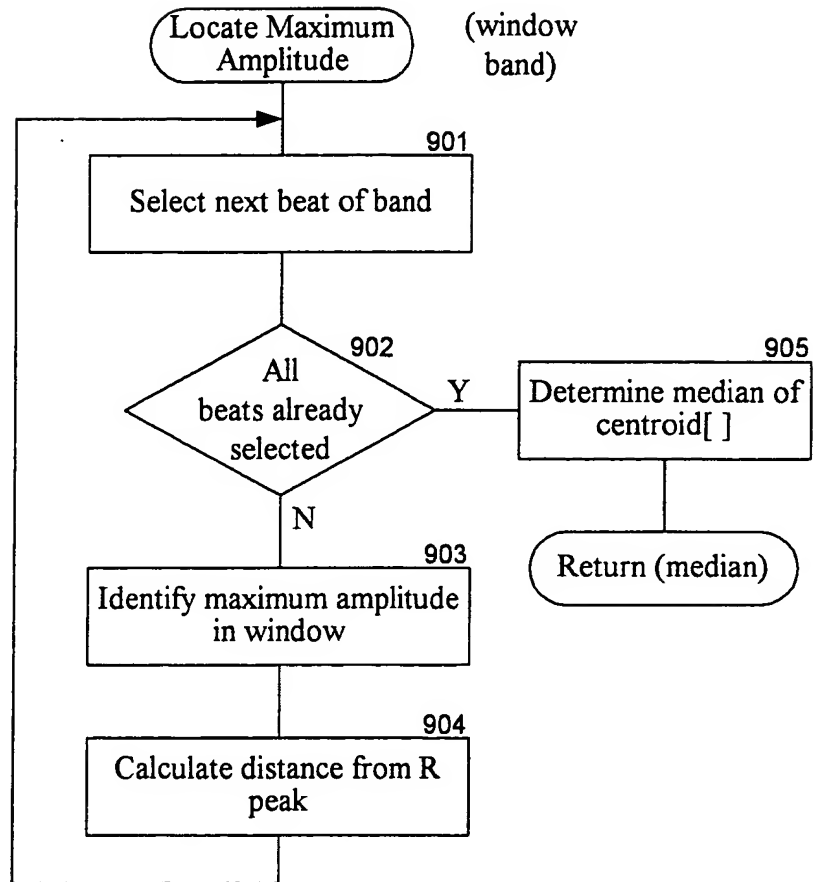 Locate Maximum
Amplitude
(window
band)
901
Select next beat of band
902
All
beats already
selected
Y
905
Determine median of
centroid[ ]
N
Return (median)
903
Identify maximum amplitude
in window
904
Calculate distance from R
peak